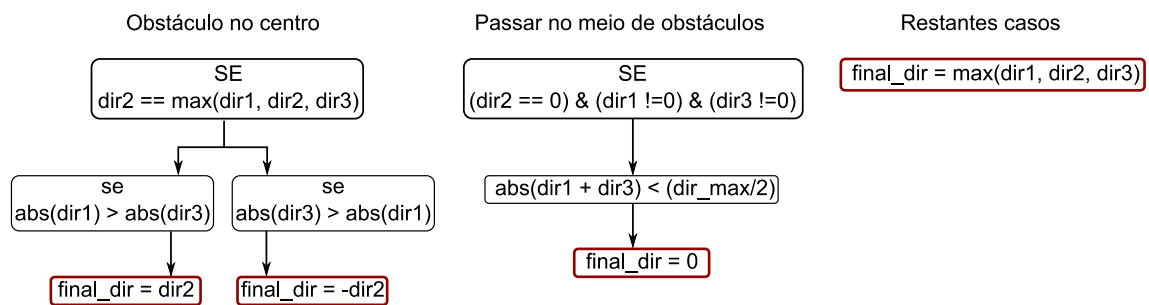 Obstáculo no centro
SE
dir2 == max(dir1, dir2, dir3)
se
abs(dir1) > abs(dir3)
se
abs(dir3) > abs(dir1)
final_dir = dir2
final_dir = -dir2
Passar no meio de obstáculos
SE
(dir2 == 0) & (dir1 !=0) & (dir3 !=0)
abs(dir1 + dir3) < (dir_max/2)
final_dir = 0
Restantes casos
final_dir = max(dir1, dir2, dir3)